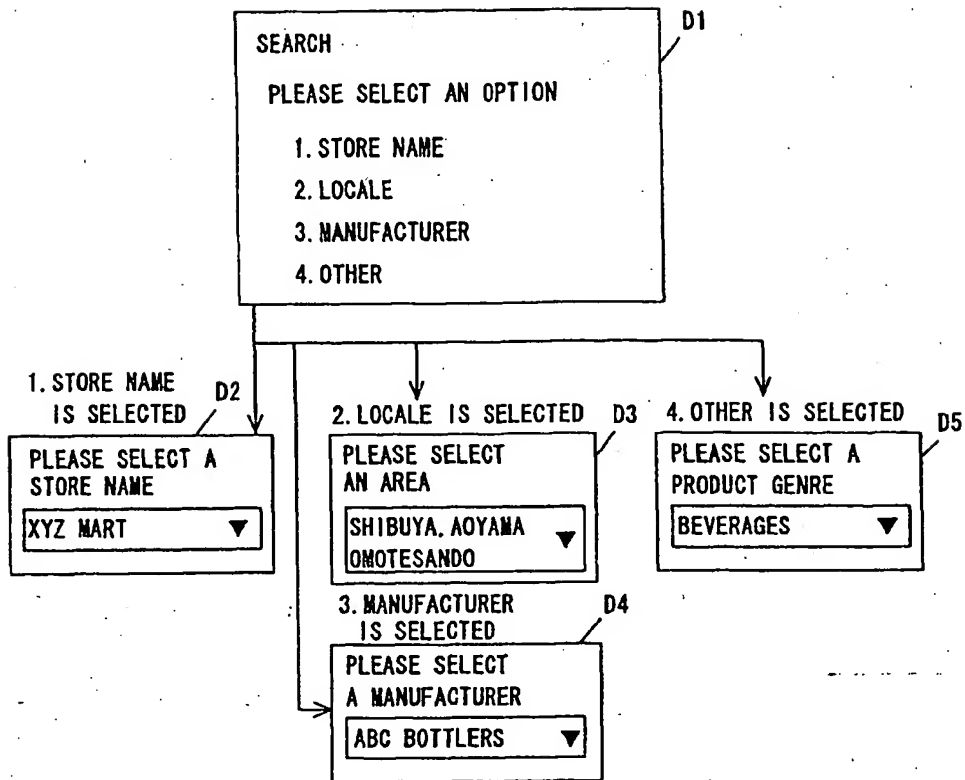 D1
SEARCH
PLEASE SELECT AN OPTION
1. STORE NAME
2. LOCALE
3. MANUFACTURER
4. OTHER
1. STORE NAME
IS SELECTED
D2
PLEASE SELECT A
STORE NAME
XYZ MART ▼
2. LOCALE IS SELECTED
D3
PLEASE SELECT
AN AREA
SHIBUYA, AOYAMA
OMOTESANDO ▼
4. OTHER IS SELECTED
D5
PLEASE SELECT A
PRODUCT GENRE
BEVERAGES ▼
3. MANUFACTURER
IS SELECTED
D4
PLEASE SELECT
A MANUFACTURER
ABC BOTTLERS ▼